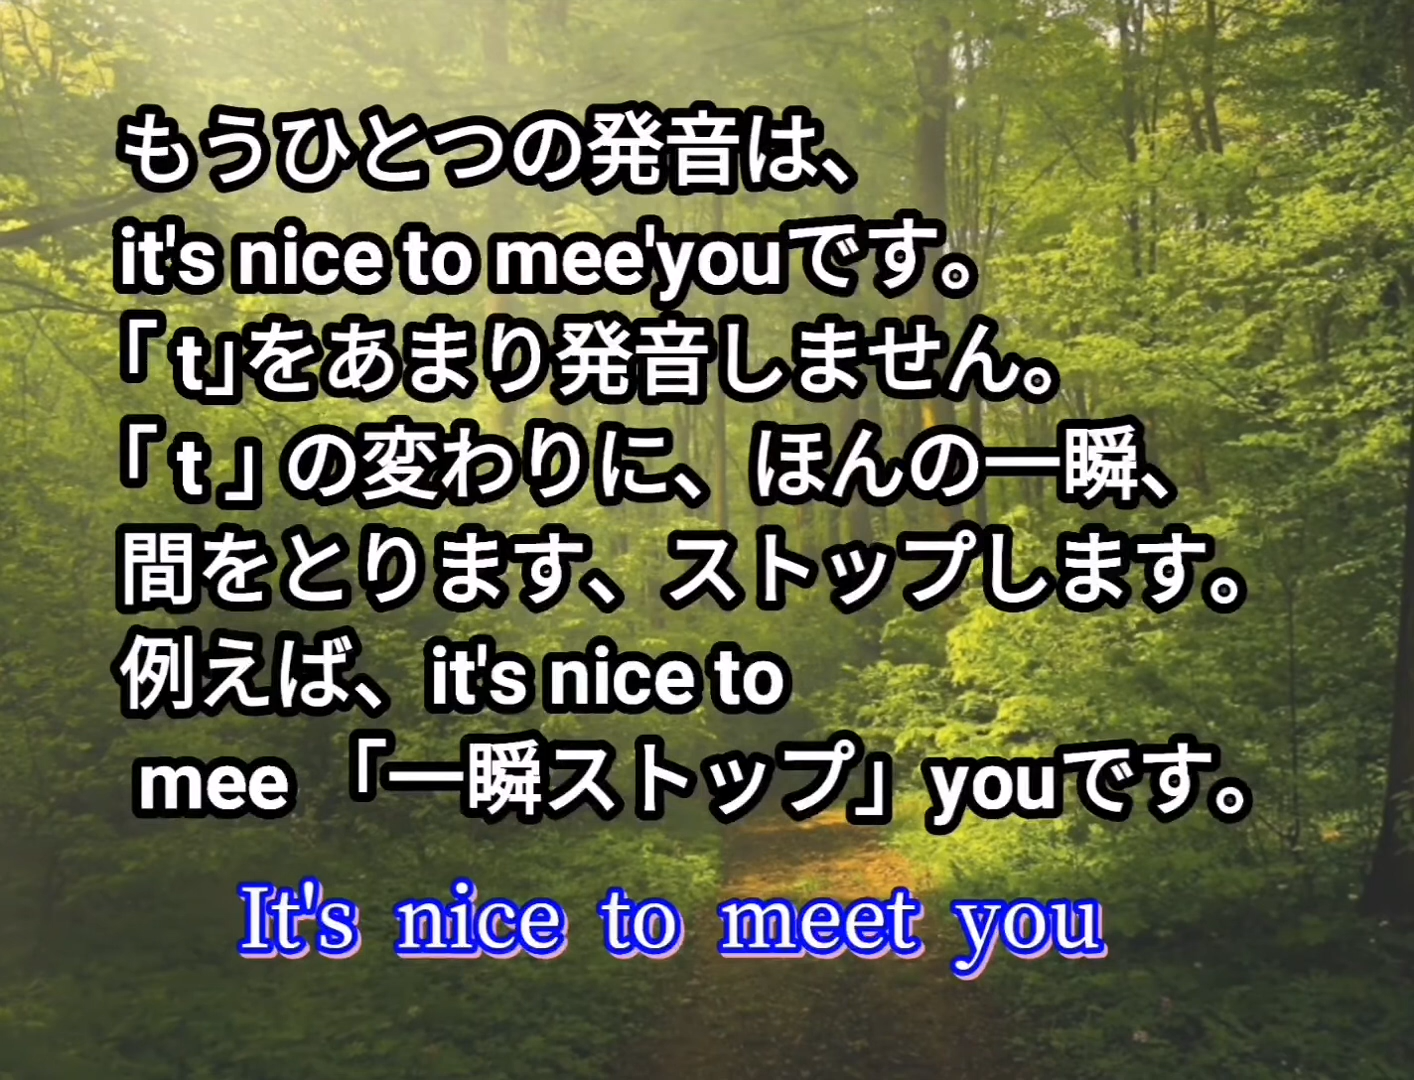 もうひとつの発音は、
it's nice to mee'youです。
「 t」をあまり発音しません。
「 t 」の変わりに、ほんの一瞬、
間をとります、ストップします。
例えば、it's nice to
mee 「一瞬ストップ」youです。
It's nice to meet you